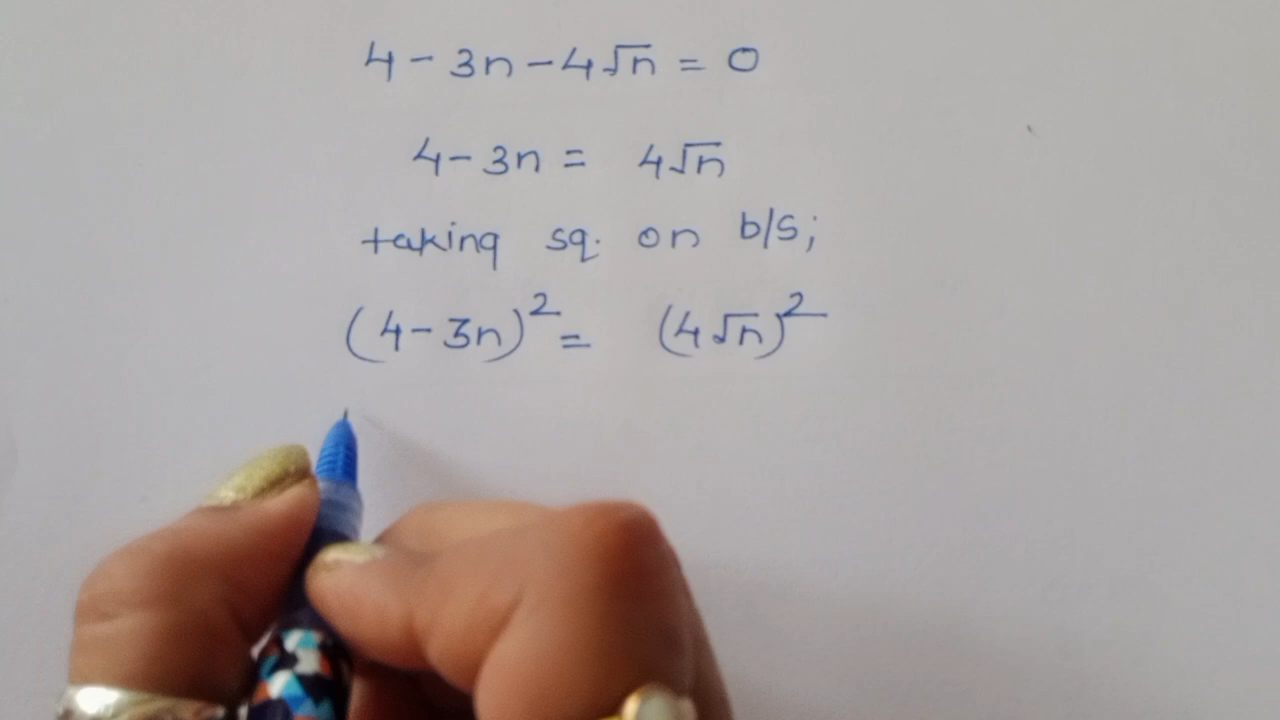 4 - 3n - 4√n = 0
4 - 3n = 4√n
taking sq. on b/s;
(4 - 3n)² = (4√n)²